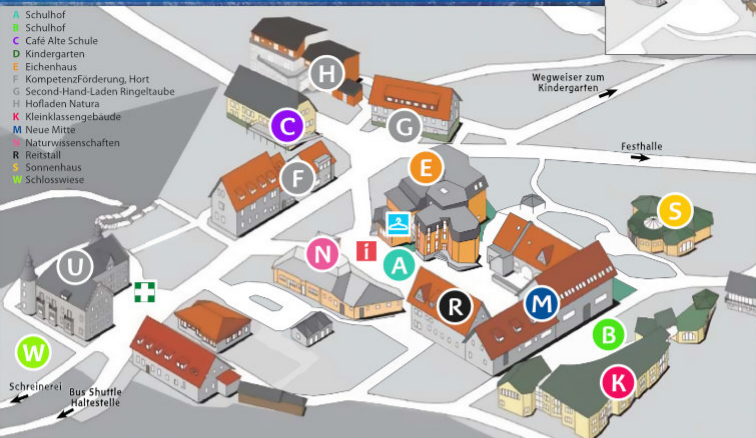 A Schulhof
B Schulhof
C Café Alte Schule
D Kindergarten
E Eichenhaus
F KompetenzFörderung, Hort
G Second-Hand-Laden Ringeltaube
H Hofladen Natura
K Kleinklassengebäude
M Neue Mitte
N Naturwissenschaften
R Reitstall
S Sonnenhaus
W Schlosswiese
H
Wegweiser zum
Kindergarten
C
G
Festhalle
E
F
S
N
i
A
U
R
M
B
W
K
Schreinerei
Bus Shuttle
Haltestelle